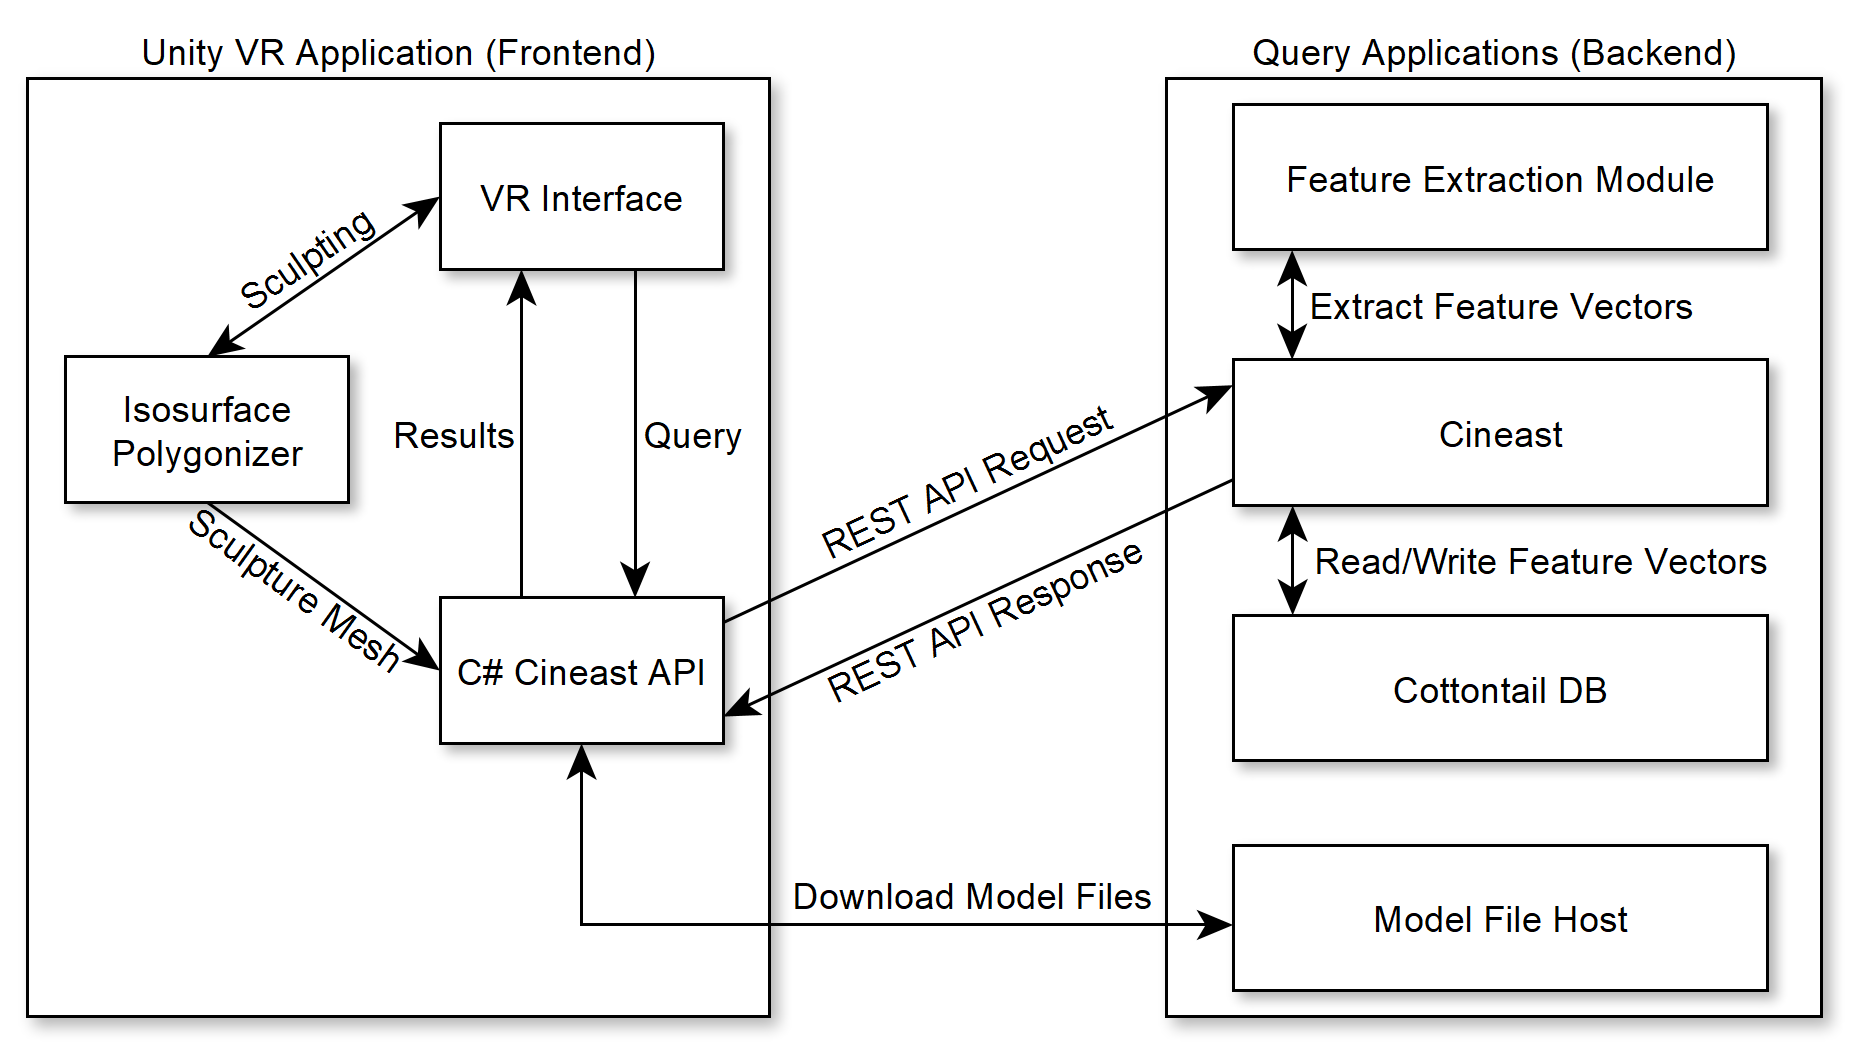 Unity VR Application (Frontend)
Query Applications (Backend)
VR Interface
Sculpting
Isosurface
Polygonizer
Results
Query
Sculpture Mesh
C# Cineast API
REST API Request
REST API Response
Download Model Files
Feature Extraction Module
Extract Feature Vectors
Cineast
Read/Write Feature Vectors
Cottontail DB
Model File Host